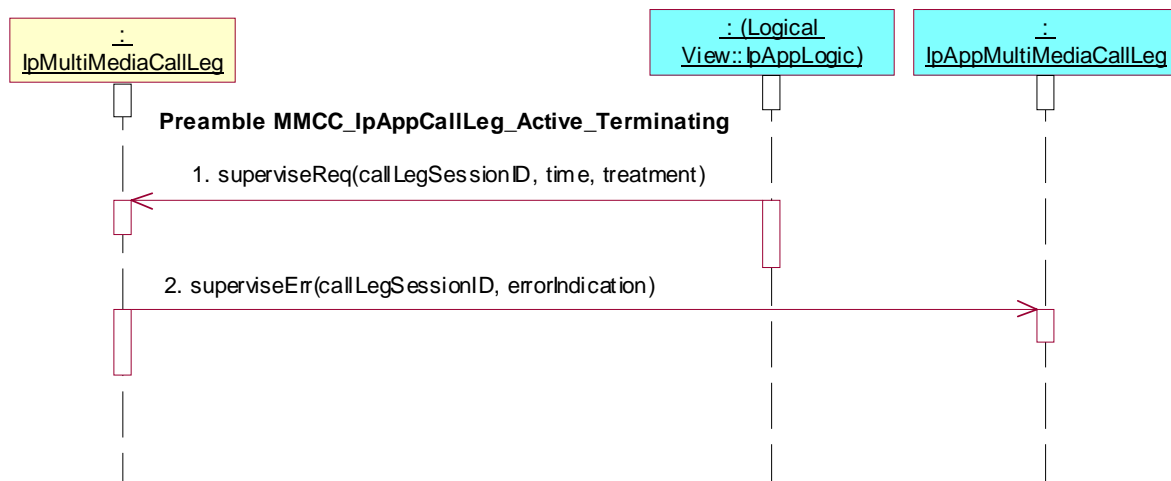 :
IpMultiMediaCallLeg
: (Logical
View::IpAppLogic)
:
IpAppMultiMediaCallLeg
Preamble MMCC_IpAppCallLeg_Active_Terminating
1. superviseReq(callLegSessionID, time, treatment)
2. superviseErr(callLegSessionID, errorIndication)